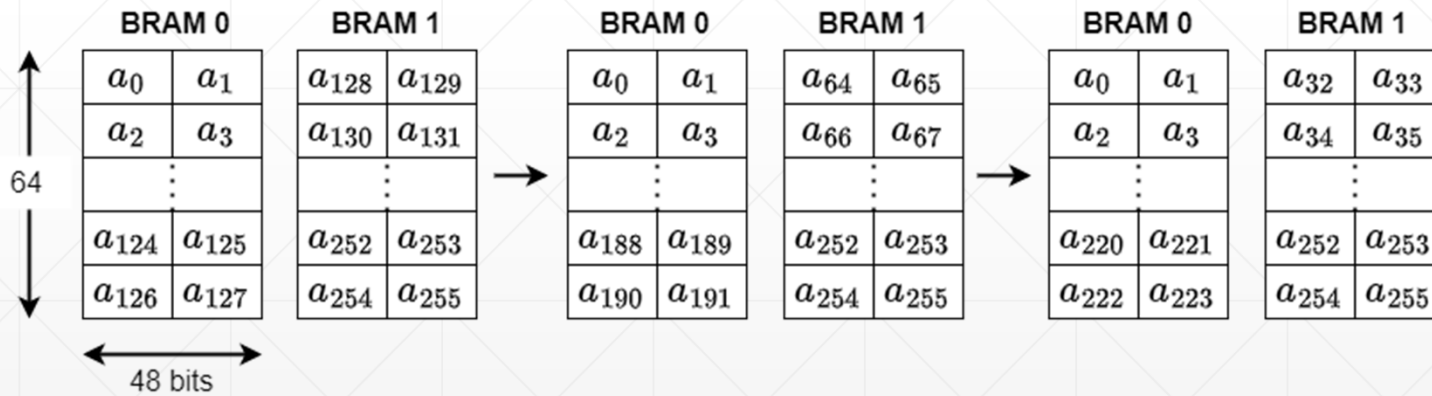 BRAM 0 BRAM 1 BRAM 0 BRAM 1 BRAM 0 BRAM 1
a0 a1 a128 a129 a0 a1 a64 a65 a0 a1 a32 a33
a2 a3 a130 a131 a2 a3 a66 a67 a2 a3 a34 a35
64 ⋮ ⋮ ⋮ ⋮ ⋮ ⋮
a124 a125 a252 a253 a188 a189 a252 a253 a220 a221 a252 a253
a126 a127 a254 a255 a190 a191 a254 a255 a222 a223 a254 a255
48 bits